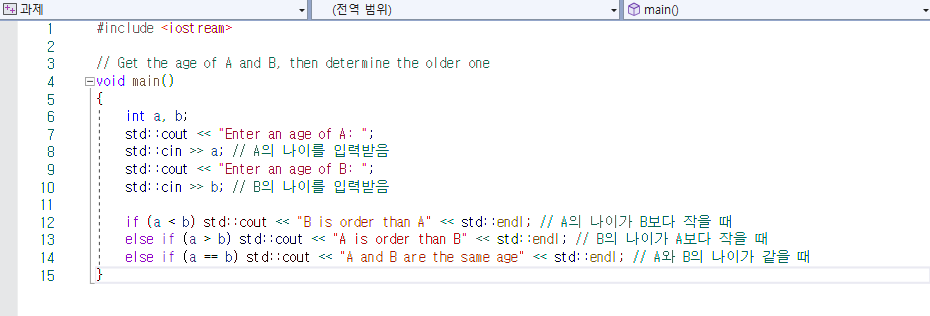 과제 (전역 범위) main()
1 #include <iostream>
2
3 // Get the age of A and B, then determine the older one
4 void main()
5 {
6 int a, b;
7 std::cout << "Enter an age of A: ";
8 std::cin >> a; // A의 나이를 입력받음
9 std::cout << "Enter an age of B: ";
10 std::cin >> b; // B의 나이를 입력받음
11
12 if (a < b) std::cout << "B is order than A" << std::endl; // A의 나이가 B보다 작을 때
13 else if (a > b) std::cout << "A is order than B" << std::endl; // B의 나이가 A보다 작을 때
14 else if (a == b) std::cout << "A and B are the same age" << std::endl; // A와 B의 나이가 같을 때
15 }